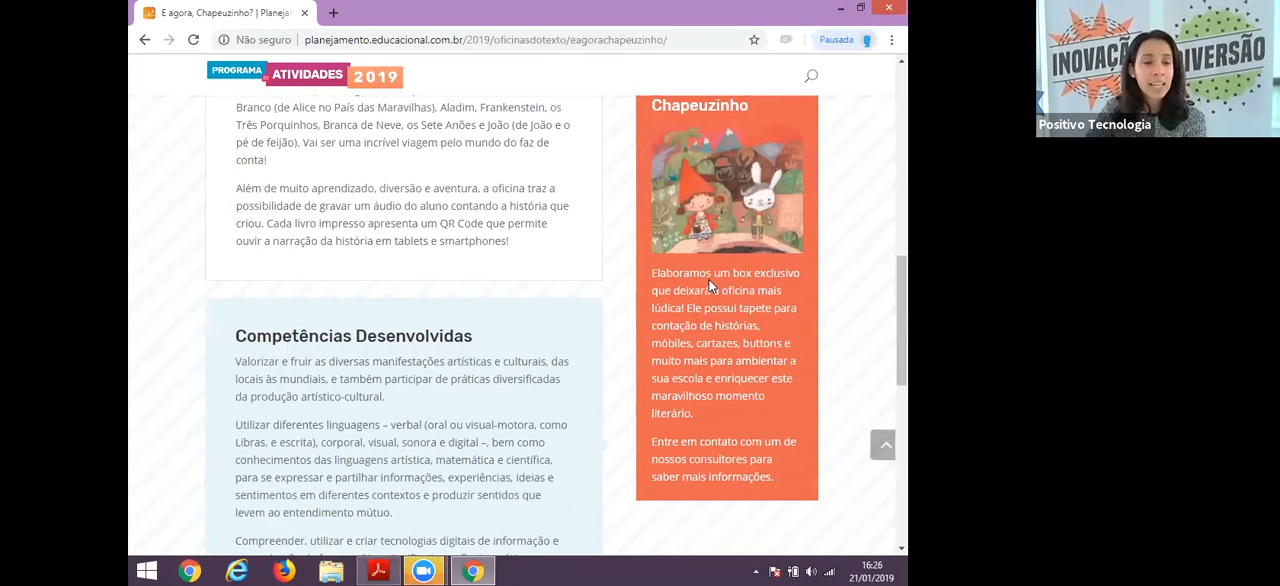 E agora, Chapeuzinho? | Planejar
Não seguro
planejamento.educacional.com.br/2019/oficinasdotexto/eagorachapeuzinho/
Pausada
PROGRAMA
ATIVIDADES
2019
Branco (de Alice no País das Maravilhas), Aladim, Frankenstein, os
Três Porquinhos, Branca de Neve, os Sete Anões e João (de João e o
pé de feijão). Vai ser uma incrível viagem pelo mundo do faz de
conta!
Além de muito aprendizado, diversão e aventura, a oficina traz a
possibilidade de gravar um áudio do aluno contando a história que
criou. Cada livro impresso apresenta um QR Code que permite
ouvir a narração da história em tablets e smartphones!
Competências Desenvolvidas
Valorizar e fruir as diversas manifestações artísticas e culturais, das
locais às mundiais, e também participar de práticas diversificadas
da produção artístico-cultural.
Utilizar diferentes linguagens – verbal (oral ou visual-motora, como
Libras, e escrita), corporal, visual, sonora e digital –, bem como
conhecimentos das linguagens artística, matemática e científica,
para se expressar e partilhar informações, experiências, ideias e
sentimentos em diferentes contextos e produzir sentidos que
levem ao entendimento mútuo.
Compreender, utilizar e criar tecnologias digitais de informação e
Chapeuzinho
Elaboramos um box exclusivo
que deixará a oficina mais
lúdica! Ele possui tapete para
contação de histórias,
móbiles, cartazes, buttons e
muito mais para ambientar a
sua escola e enriquecer este
maravilhoso momento
literário.
Entre em contato com um de
nossos consultores para
saber mais informações.
INOVAÇÃO
DIVERSÃO
Positivo Tecnologia
16:26
21/01/2019